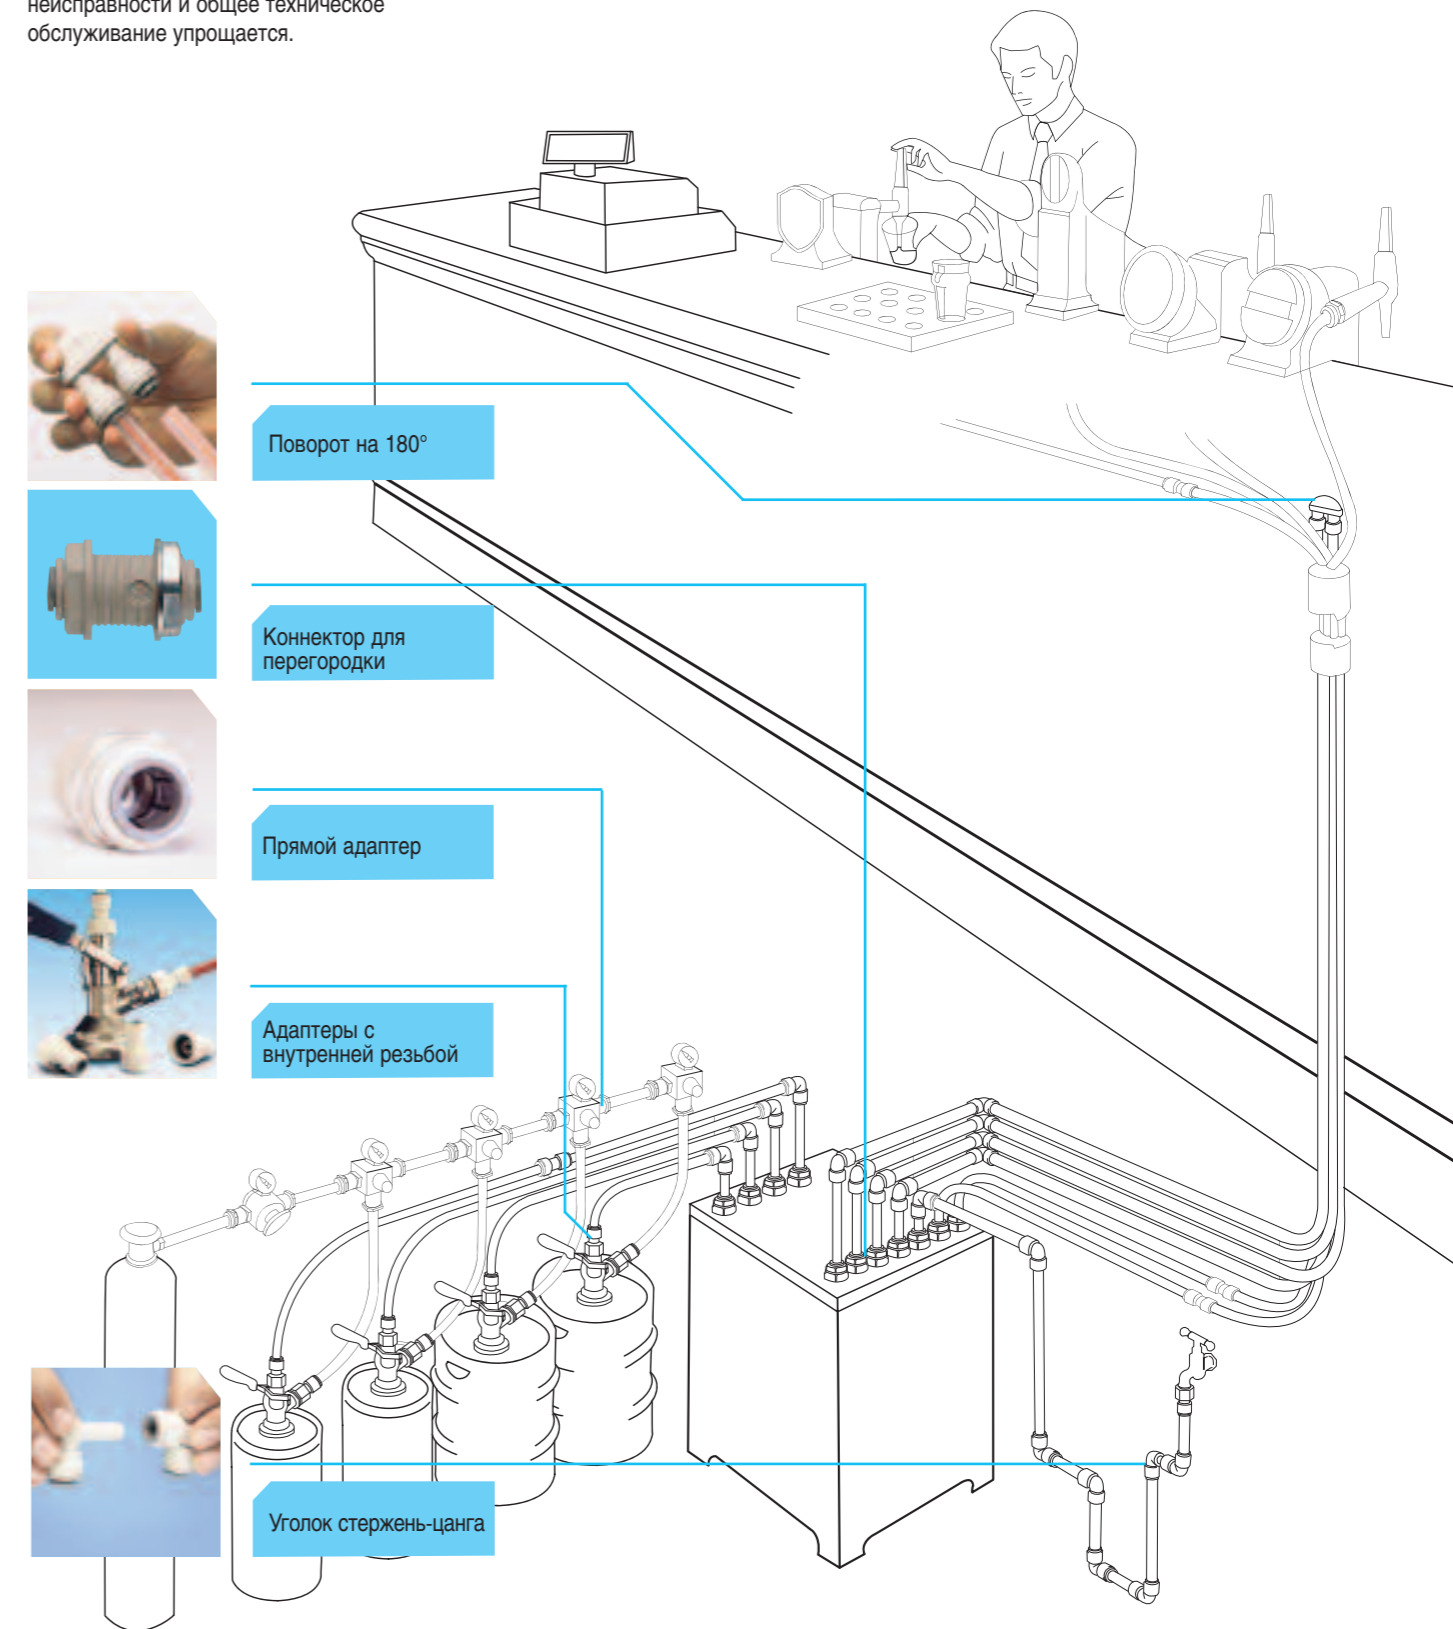 неисправности и общее техническое
обслуживание упрощается.
Поворот на 180°
Коннектор для
перегородки
Прямой адаптер
Адаптеры с
внутренней резьбой
Уголок стержень-цанга